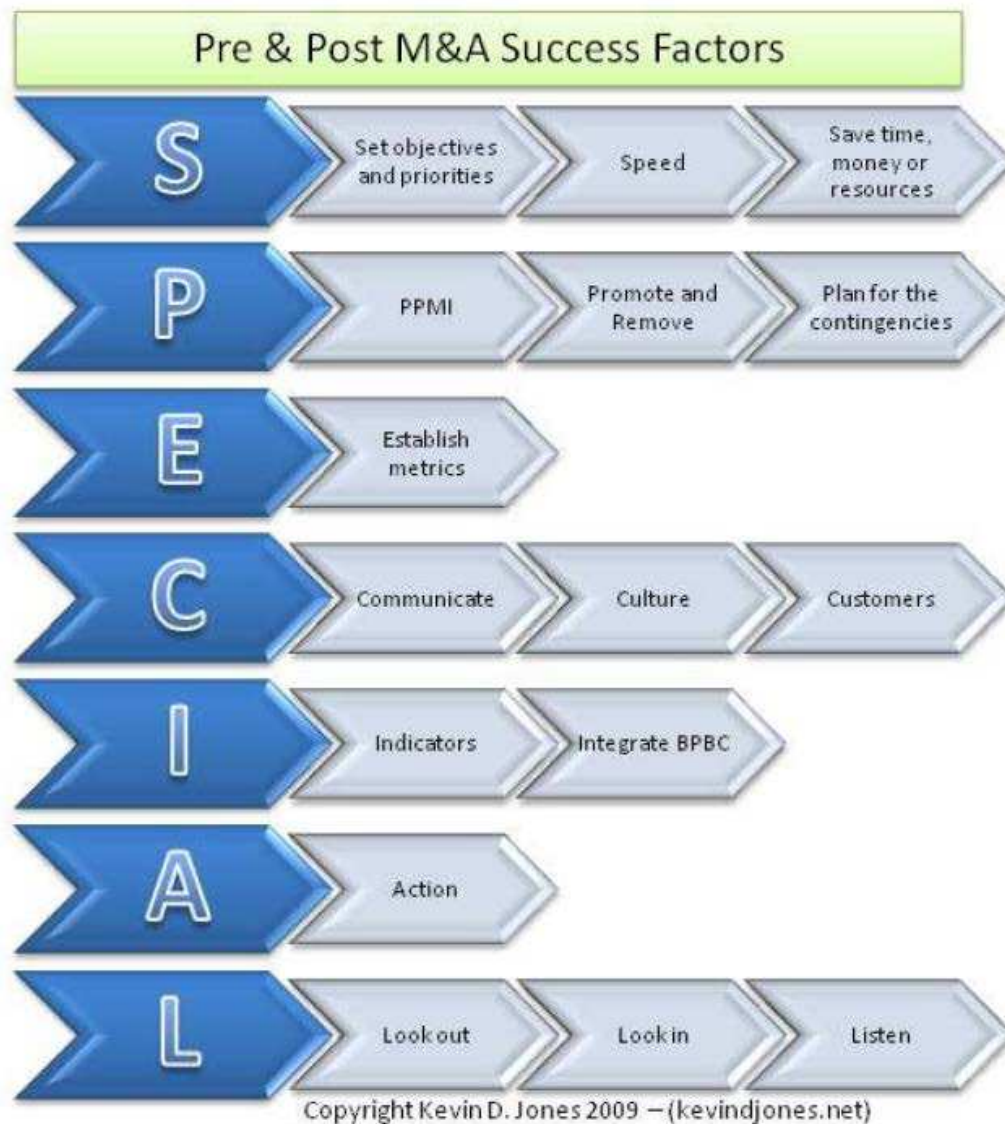 Pre & Post M&A Success Factors
S
Set objectives
and priorities
Speed
Save time,
money or
resources
P
PPMI
Promote and
Remove
Plan for the
contingencies
E
Establish
metrics
C
Communicate
Culture
Customers
I
Indicators
Integrate BPBC
A
Action
L
Look out
Look in
Listen
Copyright Kevin D. Jones 2009 – (kevindjones.net)